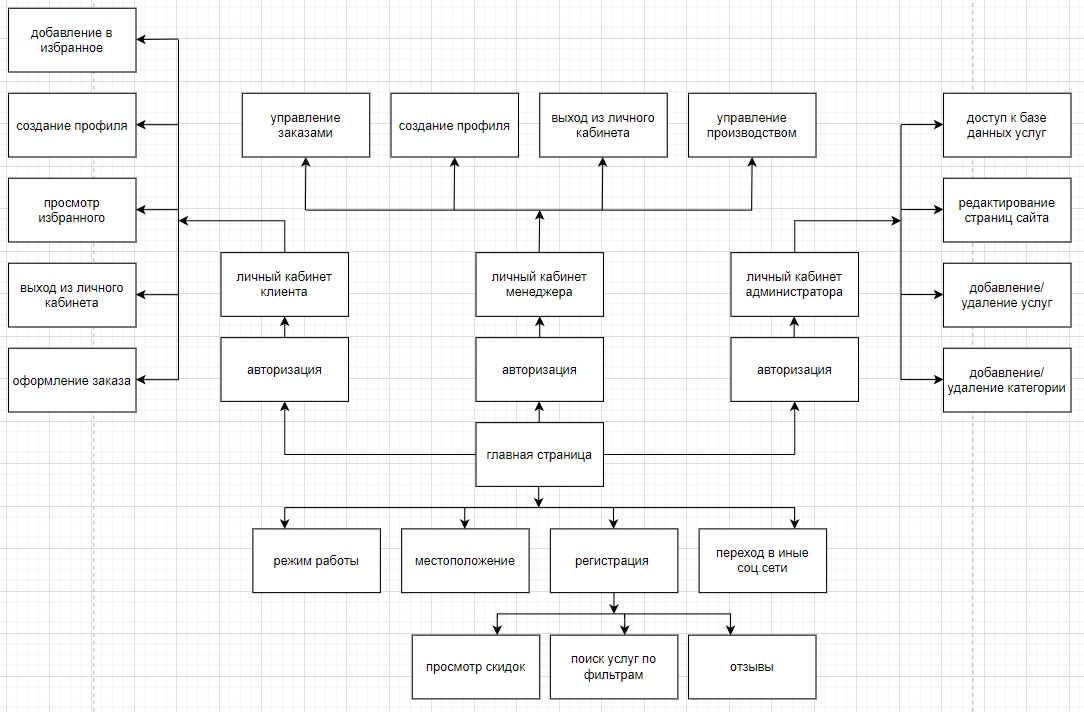 добавление в
избранное
создание профиля
просмотр
избранного
выход из личного
кабинета
оформление заказа
управление
заказами
создание профиля
выход из личного
кабинета
управление
производством
доступ к базе
данных услуг
редактирование
страниц сайта
добавление/
удаление услуг
добавление/
удаление категории
личный кабинет
клиента
личный кабинет
менеджера
личный кабинет
администратора
авторизация
авторизация
авторизация
главная страница
режим работы
местоположение
регистрация
переход в иные
соц.сети
просмотр скидок
поиск услуг по
фильтрам
отзывы